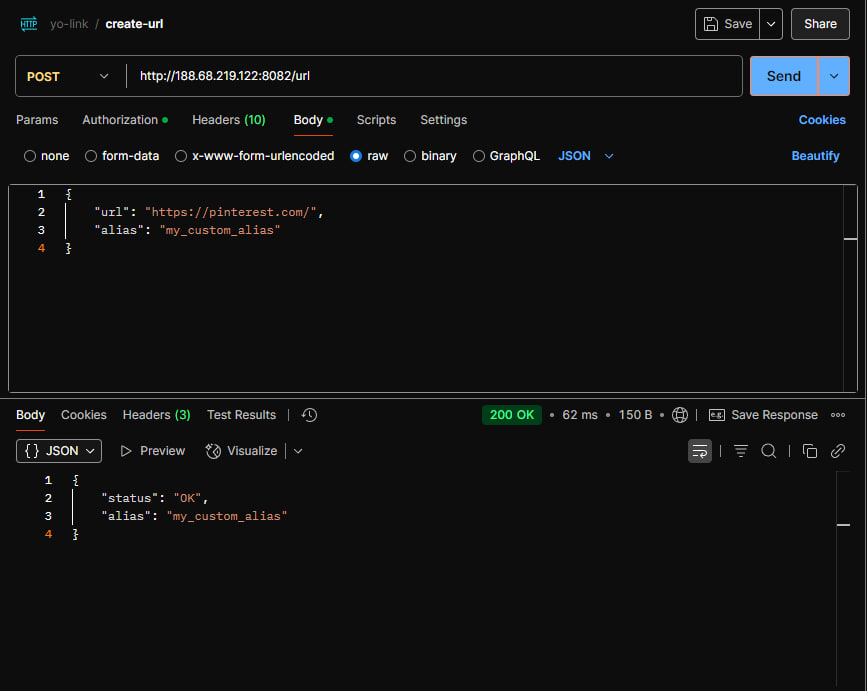 HTTP yo-link / create-url Save Share
POST http://188.68.219.122:8082/url Send
Params Authorization Headers (10) Body Scripts Settings Cookies
none form-data x-www-form-urlencoded raw binary GraphQL JSON Beautify
1 {
2 "url": "https://pinterest.com/",
3 "alias": "my_custom_alias"
4 }
Body Cookies Headers (3) Test Results 200 OK • 62 ms • 150 B • e.g. Save Response
{ } JSON Preview Visualize
1 {
2 "status": "OK",
3 "alias": "my_custom_alias"
4 }